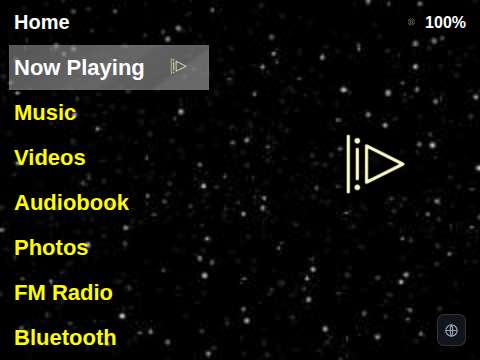 Home
100%
Now Playing
Music
Videos
Audiobook
Photos
FM Radio
Bluetooth